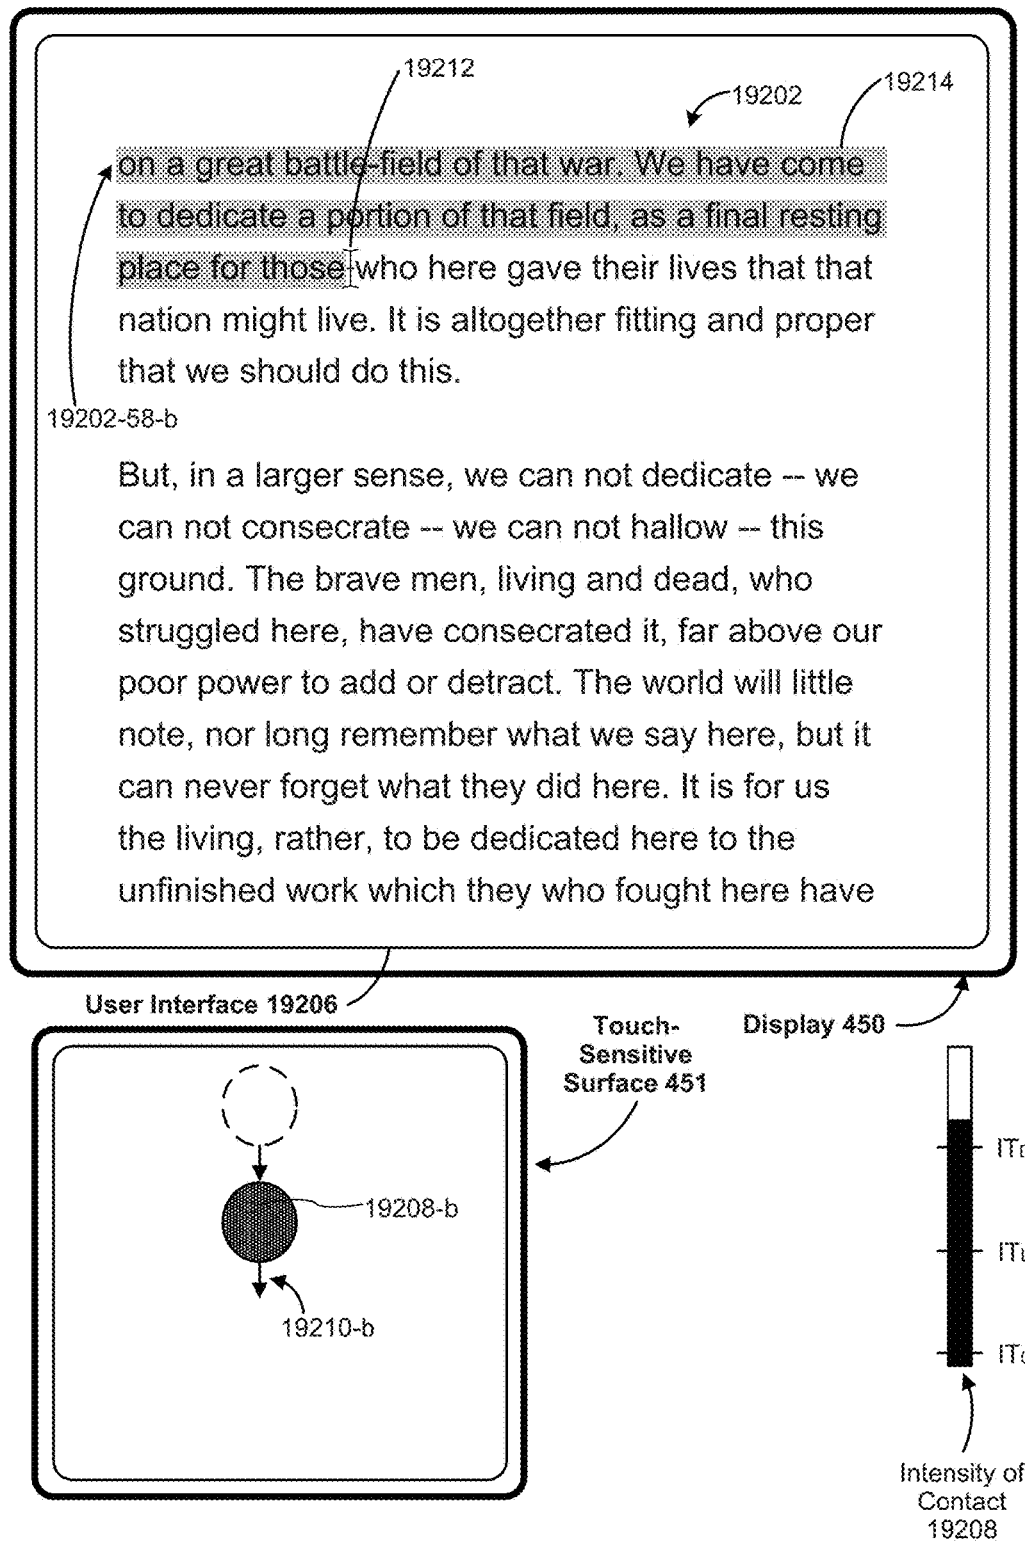 19212
19202
19214
on a great battle-field of that war. We have come
to dedicate a portion of that field, as a final resting
place for those who here gave their lives that that
nation might live. It is altogether fitting and proper
that we should do this.
19202-58-b
But, in a larger sense, we can not dedicate -- we
can not consecrate -- we can not hallow -- this
ground. The brave men, living and dead, who
struggled here, have consecrated it, far above our
poor power to add or detract. The world will little
note, nor long remember what we say here, but it
can never forget what they did here. It is for us
the living, rather, to be dedicated here to the
unfinished work which they who fought here have
User Interface 19206
Display 450
Touch-
Sensitive
Surface 451
19208-b
19210-b
Intensity of
Contact
19208